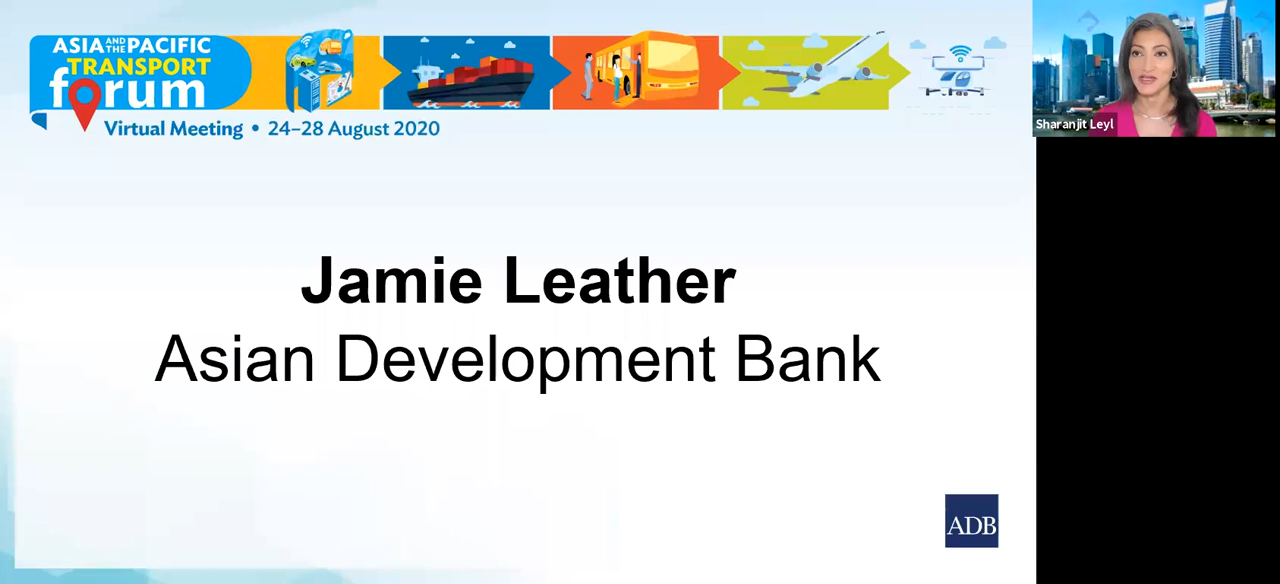 ASIA AND THE PACIFIC
TRANSPORT
forum
Virtual Meeting • 24–28 August 2020
Sharanjit Leyl
Jamie Leather
Asian Development Bank
ADB